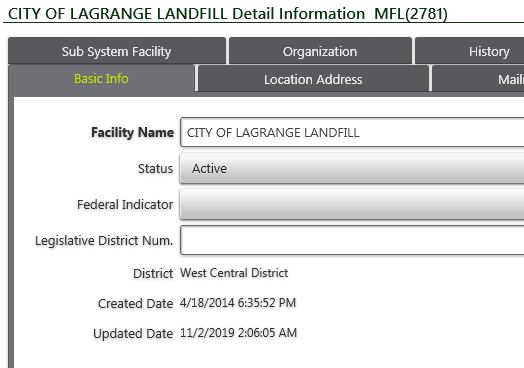 CITY OF LAGRANGE LANDFILL Detail Information MFL(2781)
Sub System Facility Organization History
Basic Info Location Address
Facility Name CITY OF LAGRANGE LANDFILL
Status Active
Federal Indicator
Legislative District Num.
District West Central District
Created Date 4/18/2014 6:35:52 PM
Updated Date 11/2/2019 2:06:05 AM